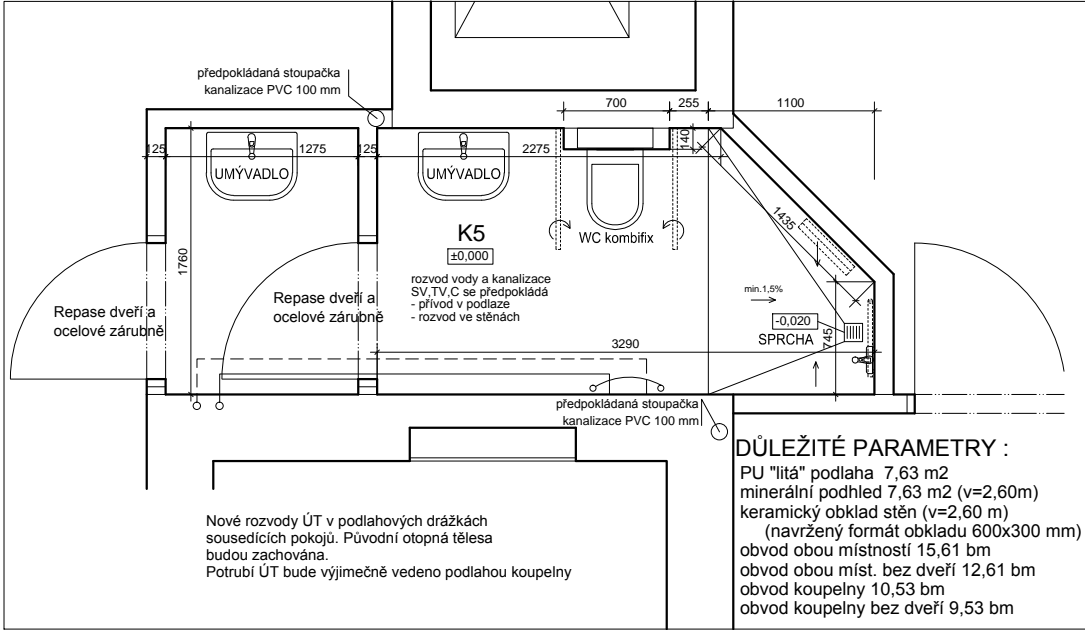 předpokládaná stoupačka
kanalizace PVC 100 mm
700
255
1100
140
125
1275
125
2275
UMÝVADLO
UMÝVADLO
WC kombifix
1435
K5
±0,000
1760
rozvod vody a kanalizace
SV,TV,C se předpokládá
- přívod v podlaze
- rozvod ve stěnách
min.1,5%
Repase dveří a
ocelové zárubně
Repase dveří a
ocelové zárubně
-0,020
SPRCHA
745
3290
předpokládaná stoupačka
kanalizace PVC 100 mm
DŮLEŽITÉ PARAMETRY :
PU "litá" podlaha 7,63 m2
minerální podhled 7,63 m2 (v=2,60m)
keramický obklad stěn (v=2,60 m)
(navržený formát obkladu 600x300 mm)
obvod obou místností 15,61 bm
obvod obou míst. bez dveří 12,61 bm
obvod koupelny 10,53 bm
obvod koupelny bez dveří 9,53 bm
Nové rozvody ÚT v podlahových drážkách
sousedících pokojů. Původní otopná tělesa
budou zachována.
Potrubí ÚT bude výjimečně vedeno podlahou koupelny